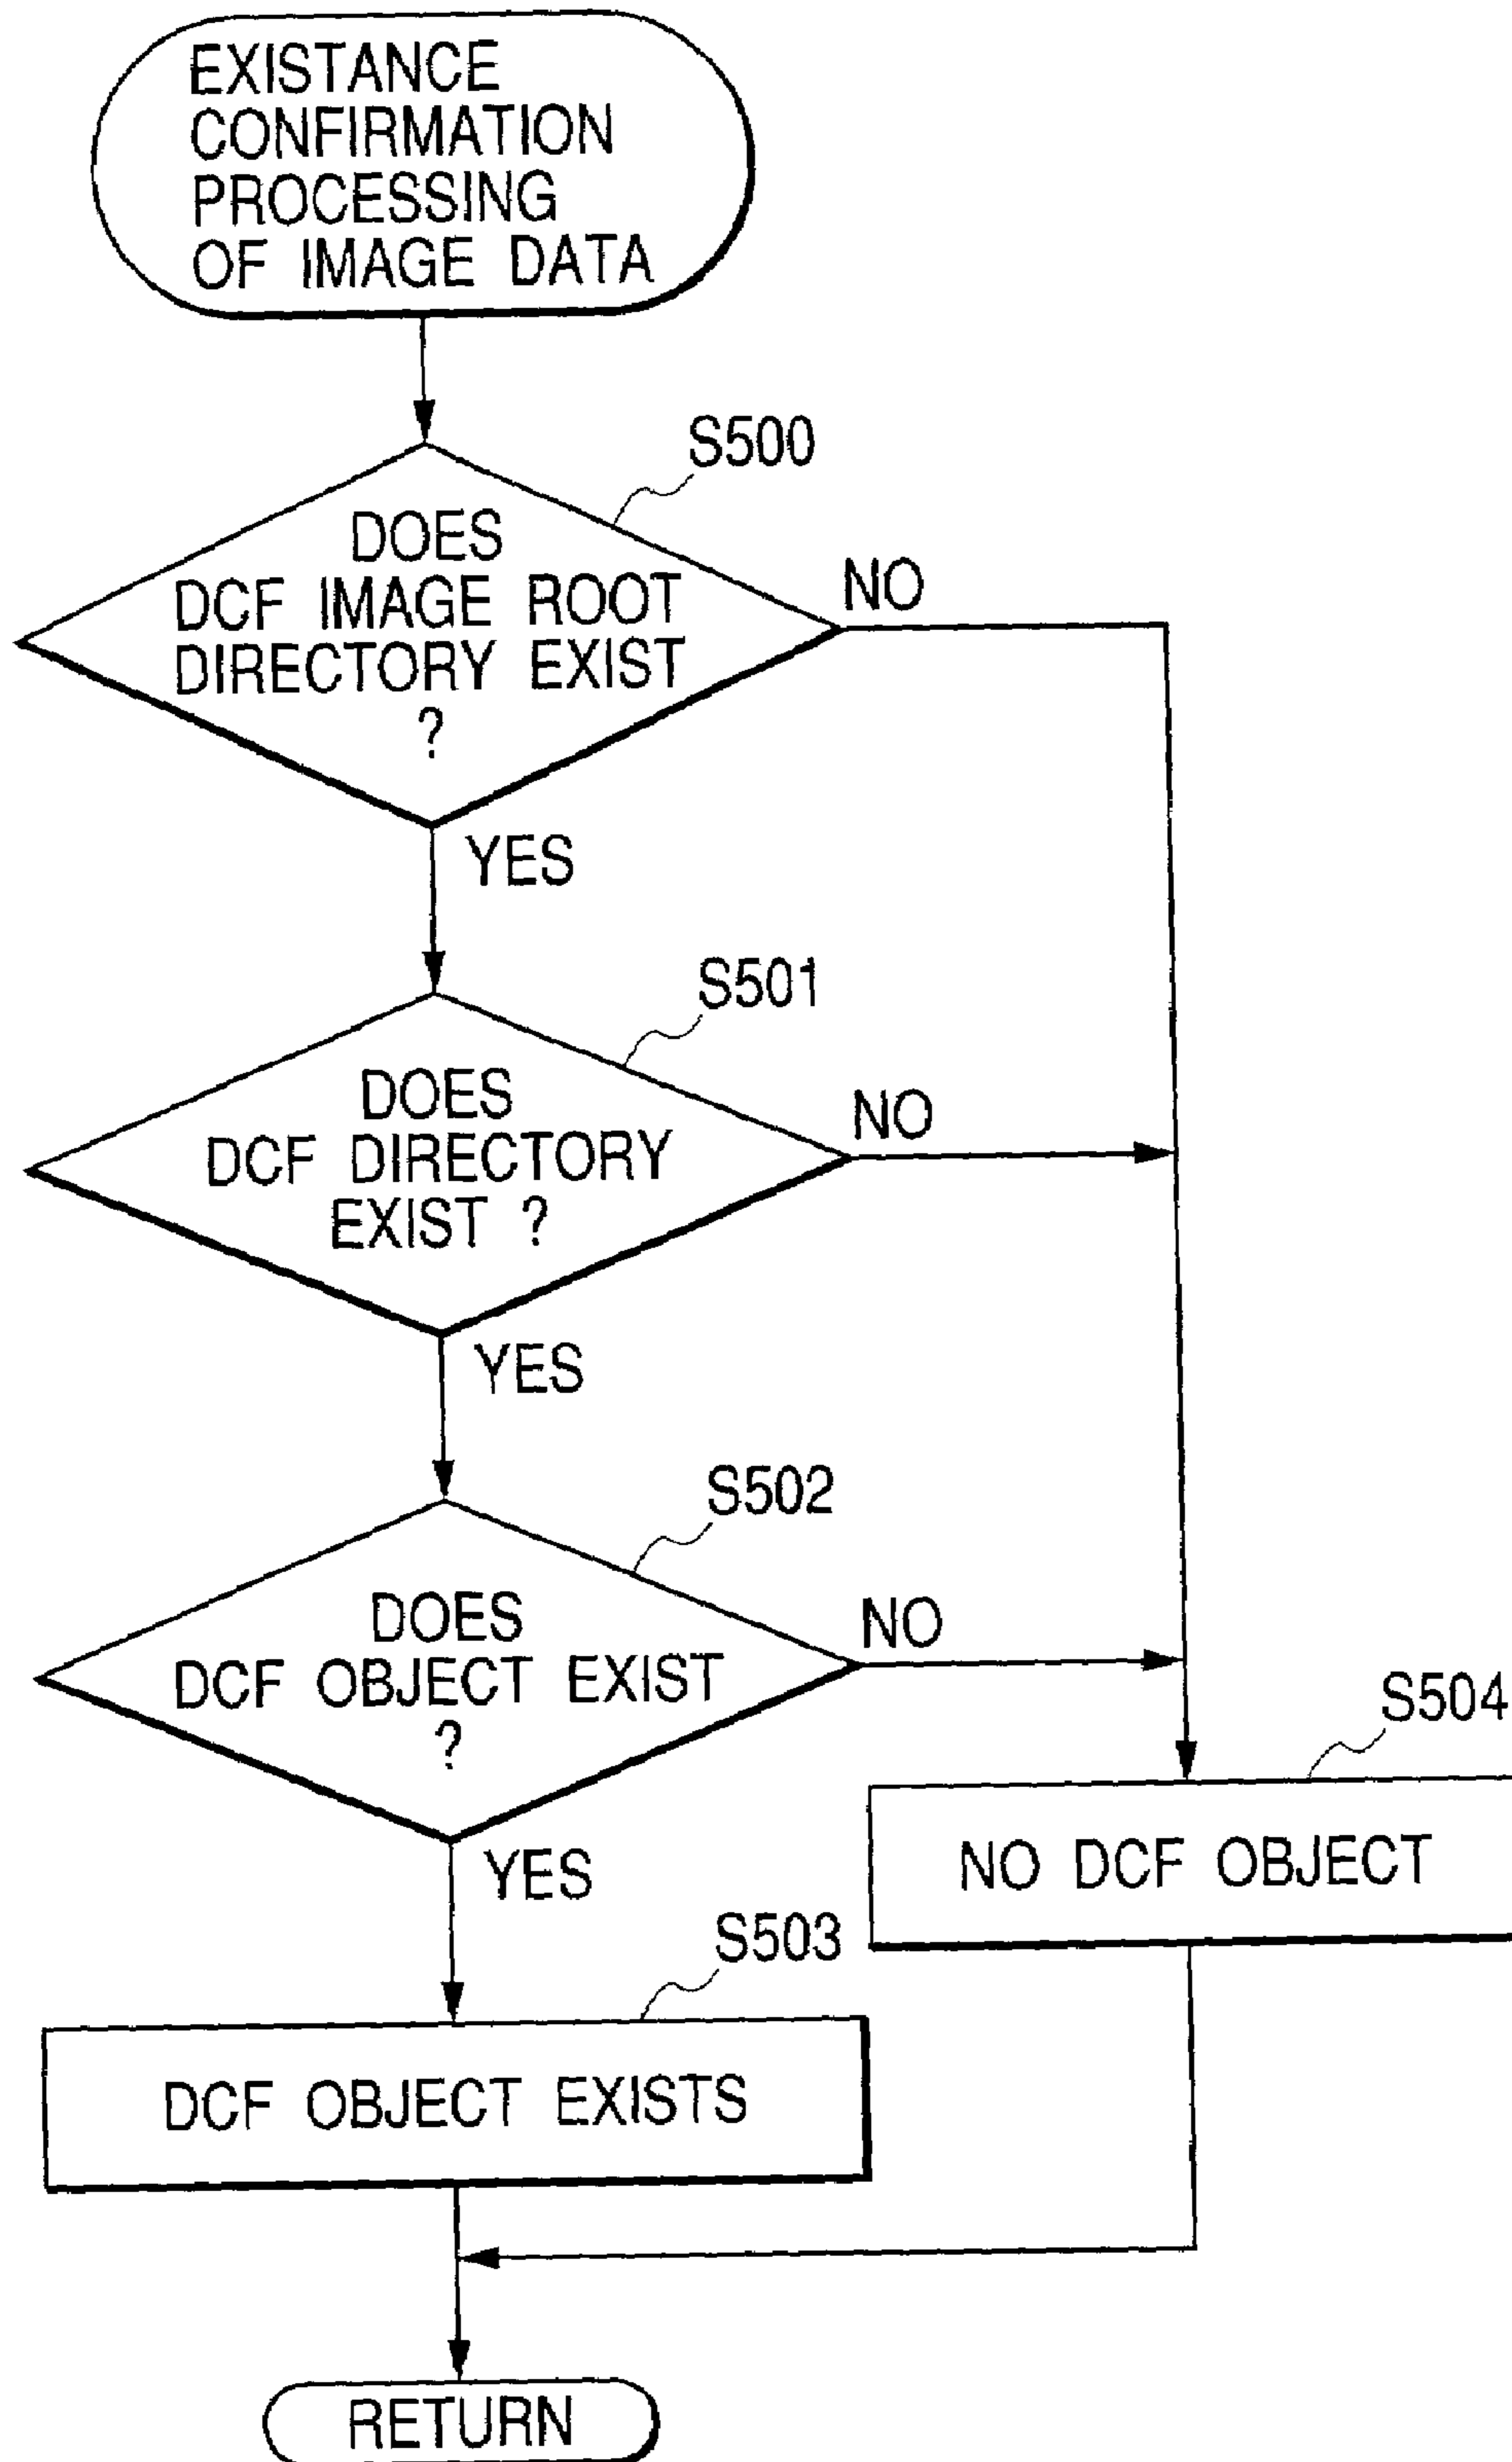 EXISTANCE
CONFIRMATION
PROCESSING
OF IMAGE DATA
S500
DOES
DCF IMAGE ROOT
DIRECTORY EXIST
?
NO
YES
S501
DOES
DCF DIRECTORY
EXIST ?
NO
YES
S502
DOES
DCF OBJECT EXIST
?
NO
YES
S504
NO DCF OBJECT
S503
DCF OBJECT EXISTS
RETURN